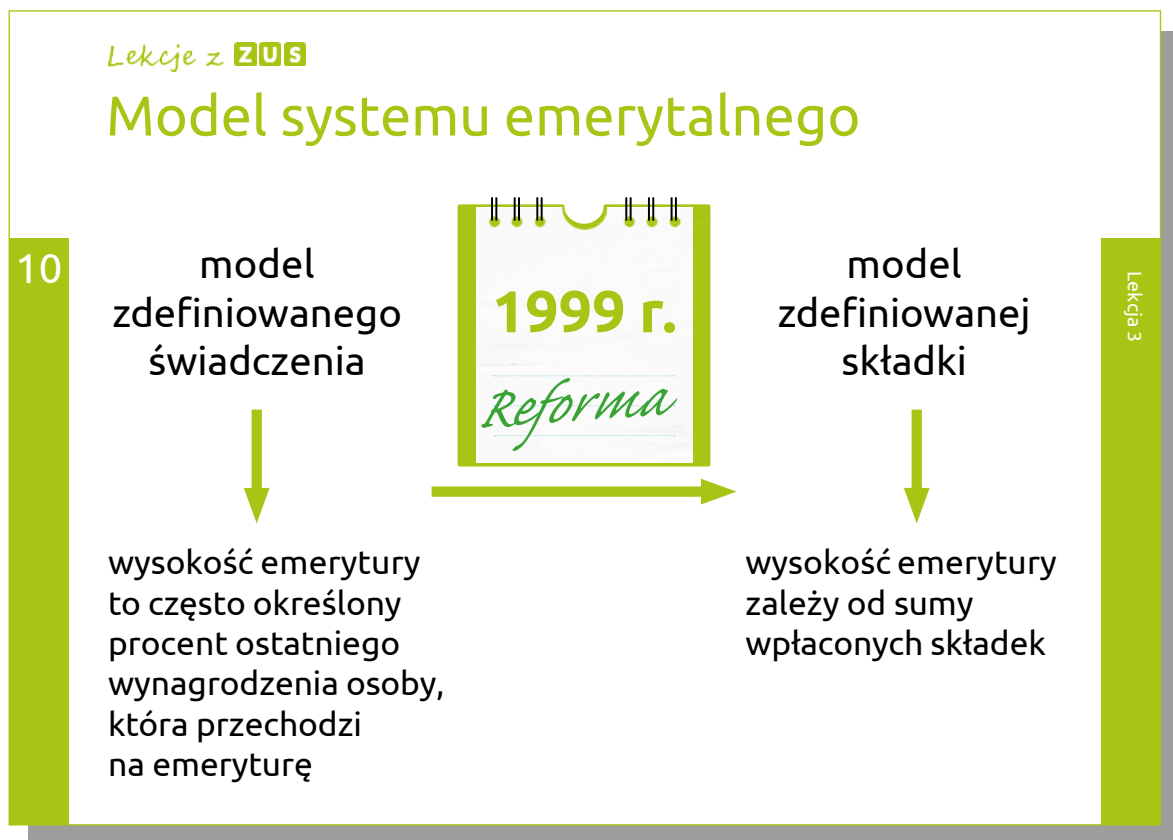 Lekcje z ZUS
Model systemu emerytalnego
10
model
zdefiniowanego
świadczenia
1999 r.
Reforma
model
zdefiniowanej
składki
Lekcja 3
wysokość emerytury
to często określony
procent ostatniego
wynagrodzenia osoby,
która przechodzi
na emeryturę
wysokość emerytury
zależy od sumy
wpłaconych składek